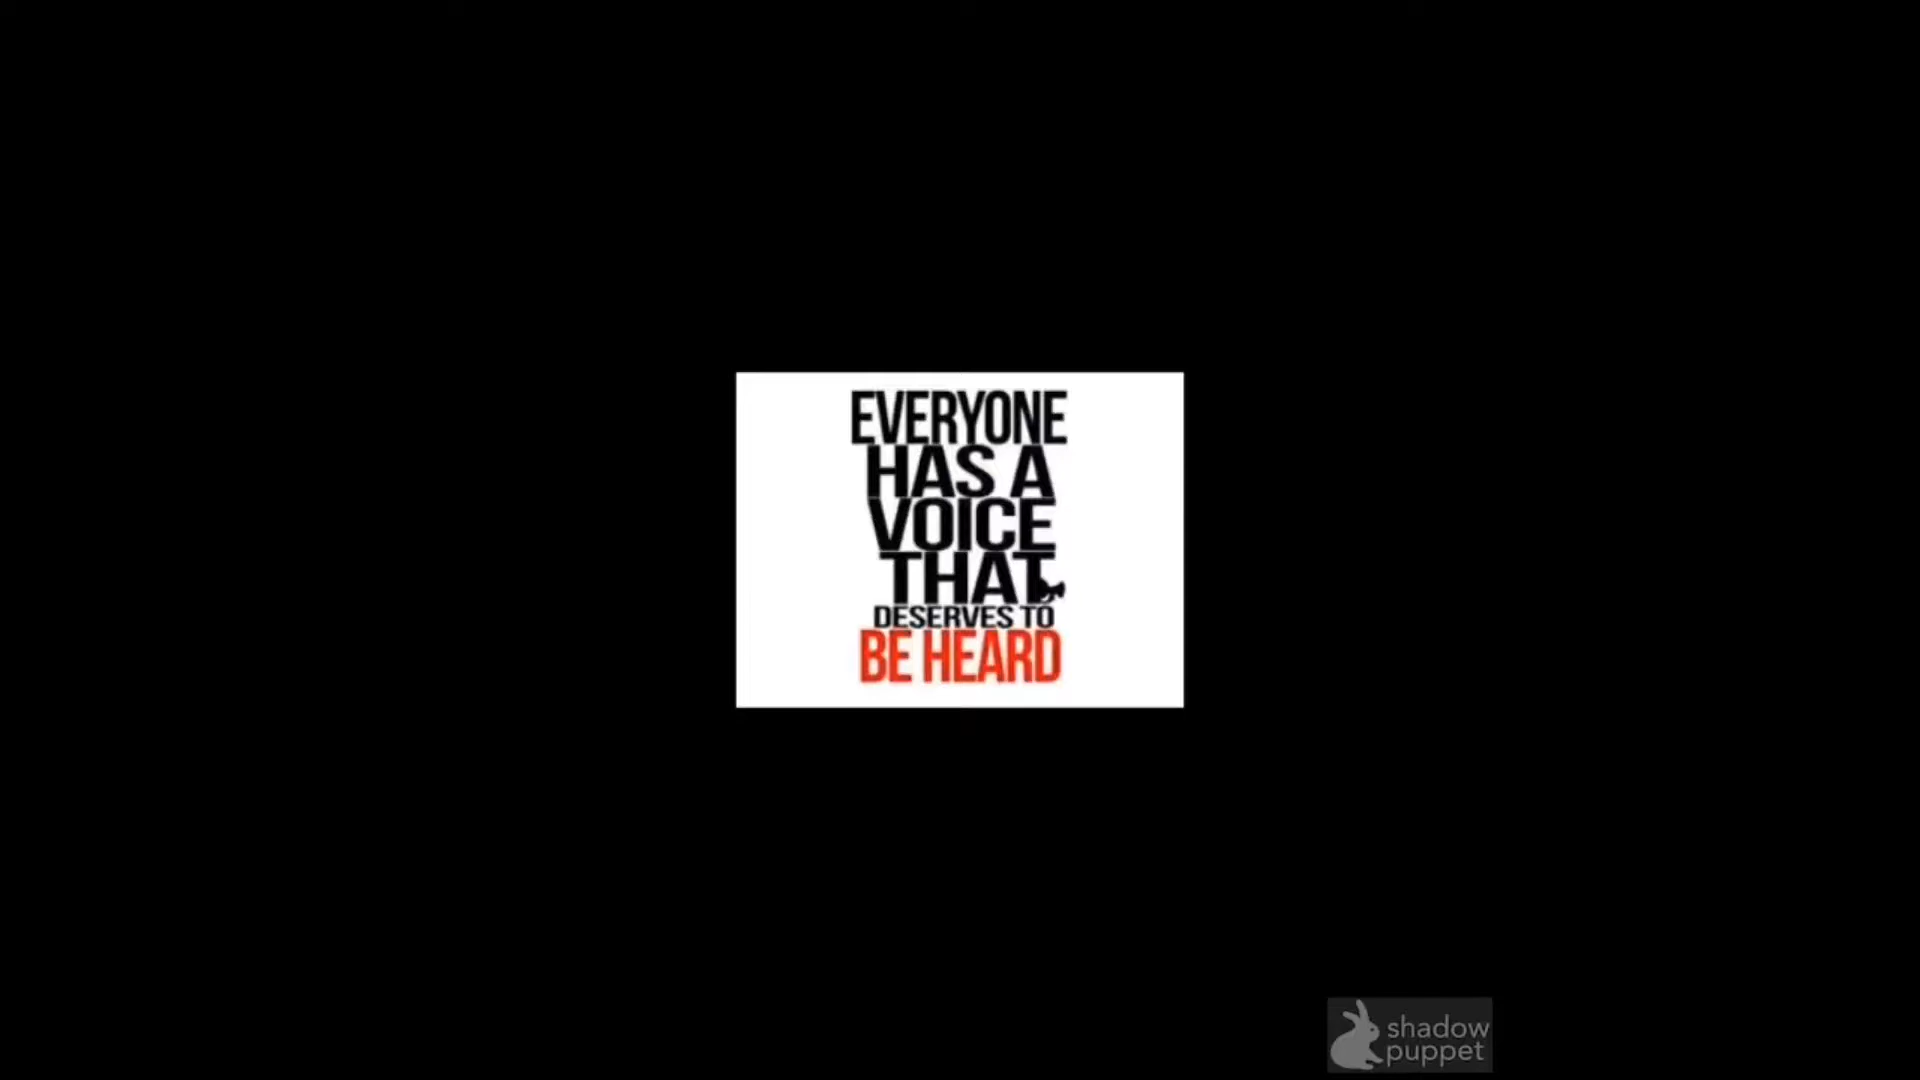 EVERYONE
HAS A
VOICE
THAT
DESERVES TO
BE HEARD
shadow
puppet